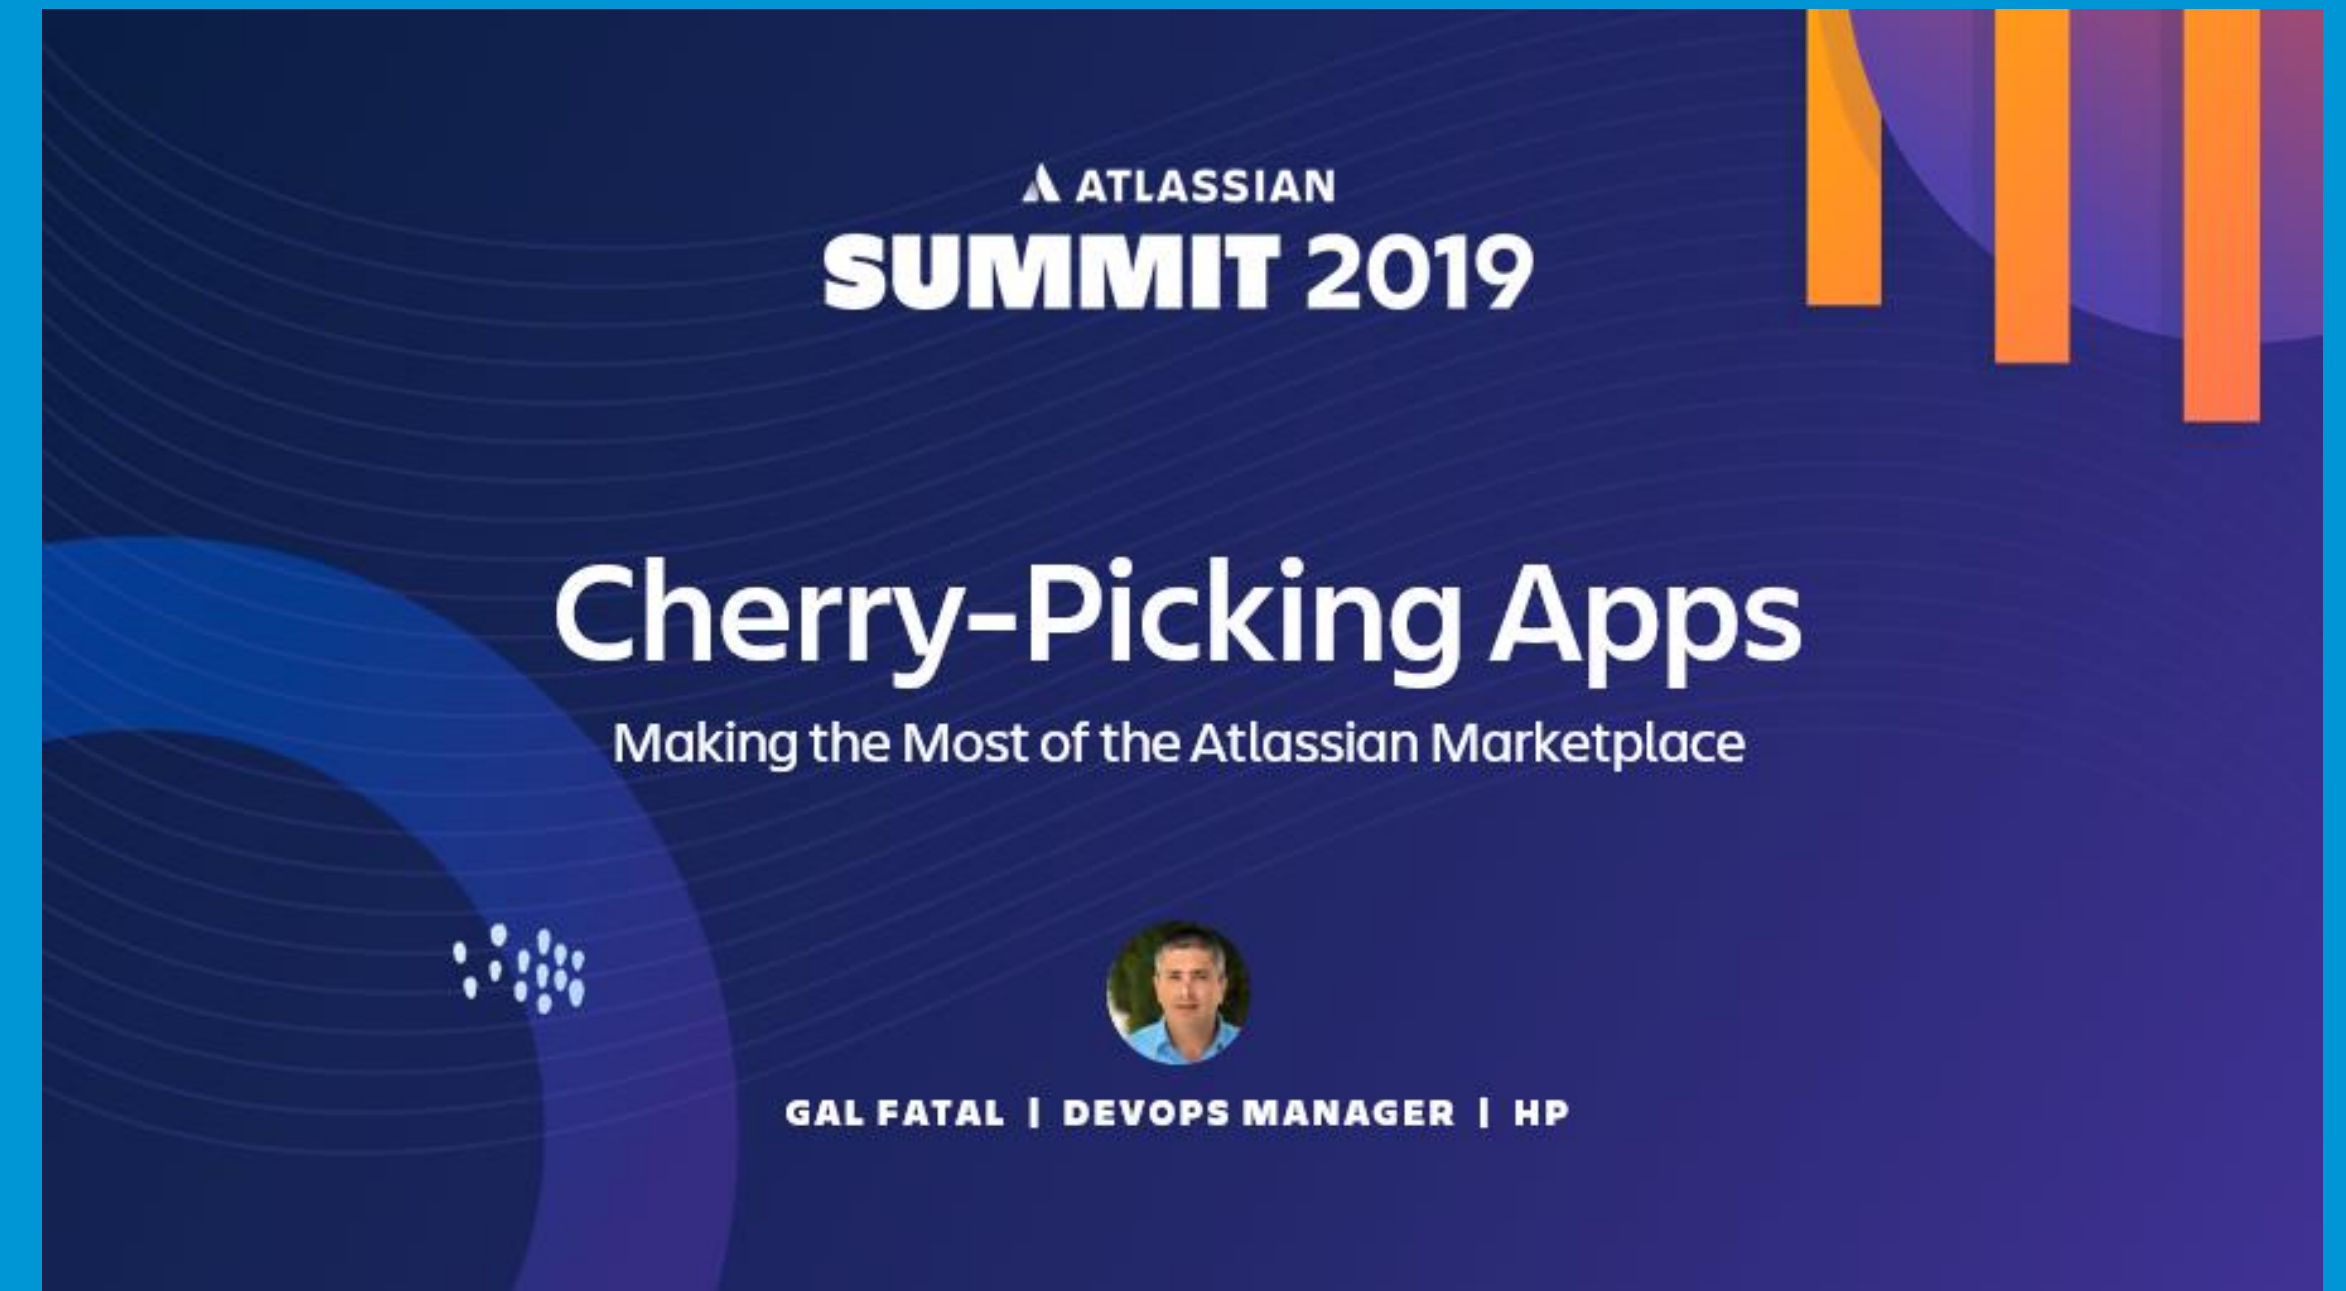 ATLASSIAN
SUMMIT 2019
Cherry-Picking Apps
Making the Most of the Atlassian Marketplace
GAL FATAL | DEVOPS MANAGER | HP